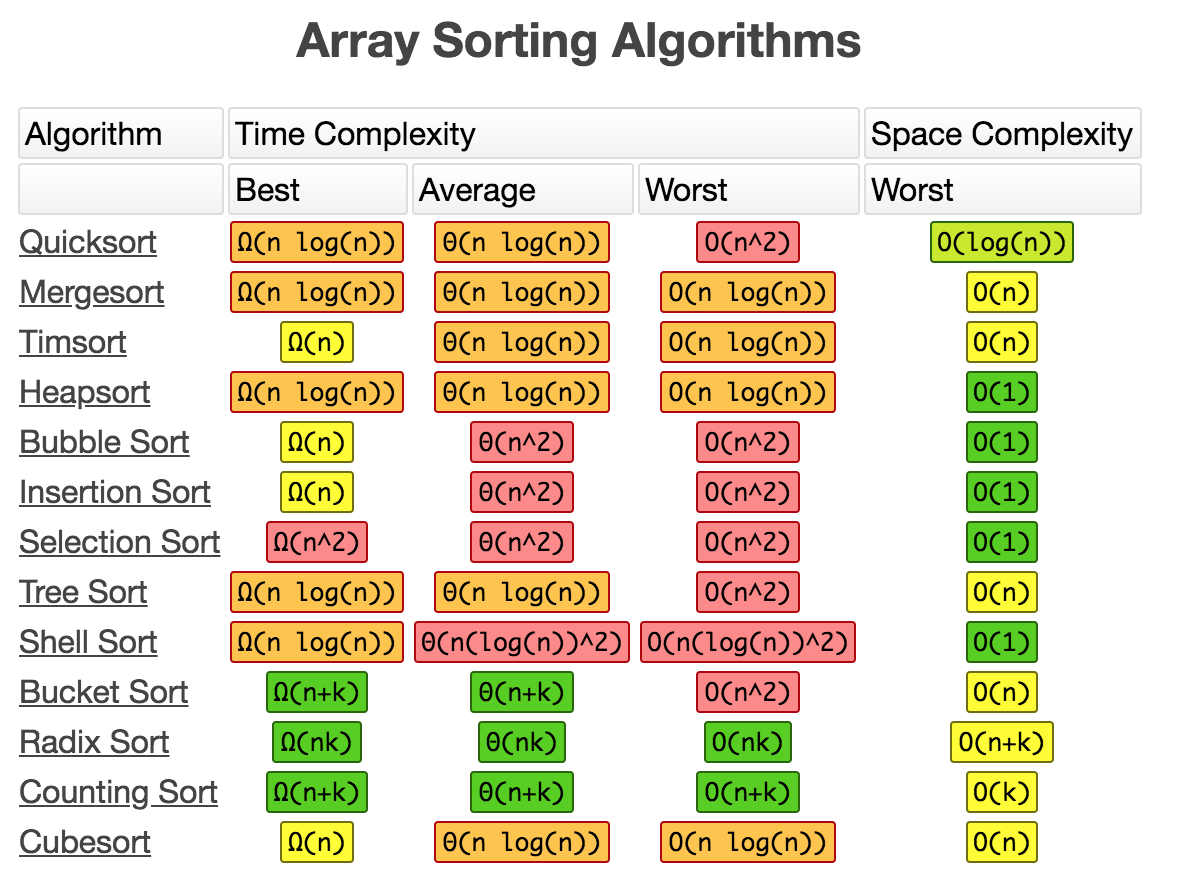 Array Sorting Algorithms
Algorithm Time Complexity Space Complexity
Best Average Worst Worst
Quicksort Ω(n log(n)) Θ(n log(n)) O(n^2) O(log(n))
Mergesort Ω(n log(n)) Θ(n log(n)) O(n log(n)) O(n)
Timsort Ω(n) Θ(n log(n)) O(n log(n)) O(n)
Heapsort Ω(n log(n)) Θ(n log(n)) O(n log(n)) O(1)
Bubble Sort Ω(n) Θ(n^2) O(n^2) O(1)
Insertion Sort Ω(n) Θ(n^2) O(n^2) O(1)
Selection Sort Ω(n^2) Θ(n^2) O(n^2) O(1)
Tree Sort Ω(n log(n)) Θ(n log(n)) O(n^2) O(n)
Shell Sort Ω(n log(n)) Θ(n(log(n))^2) O(n(log(n))^2) O(1)
Bucket Sort Ω(n+k) Θ(n+k) O(n^2) O(n)
Radix Sort Ω(nk) Θ(nk) O(nk) O(n+k)
Counting Sort Ω(n+k) Θ(n+k) O(n+k) O(k)
Cubesort Ω(n) Θ(n log(n)) O(n log(n)) O(n)